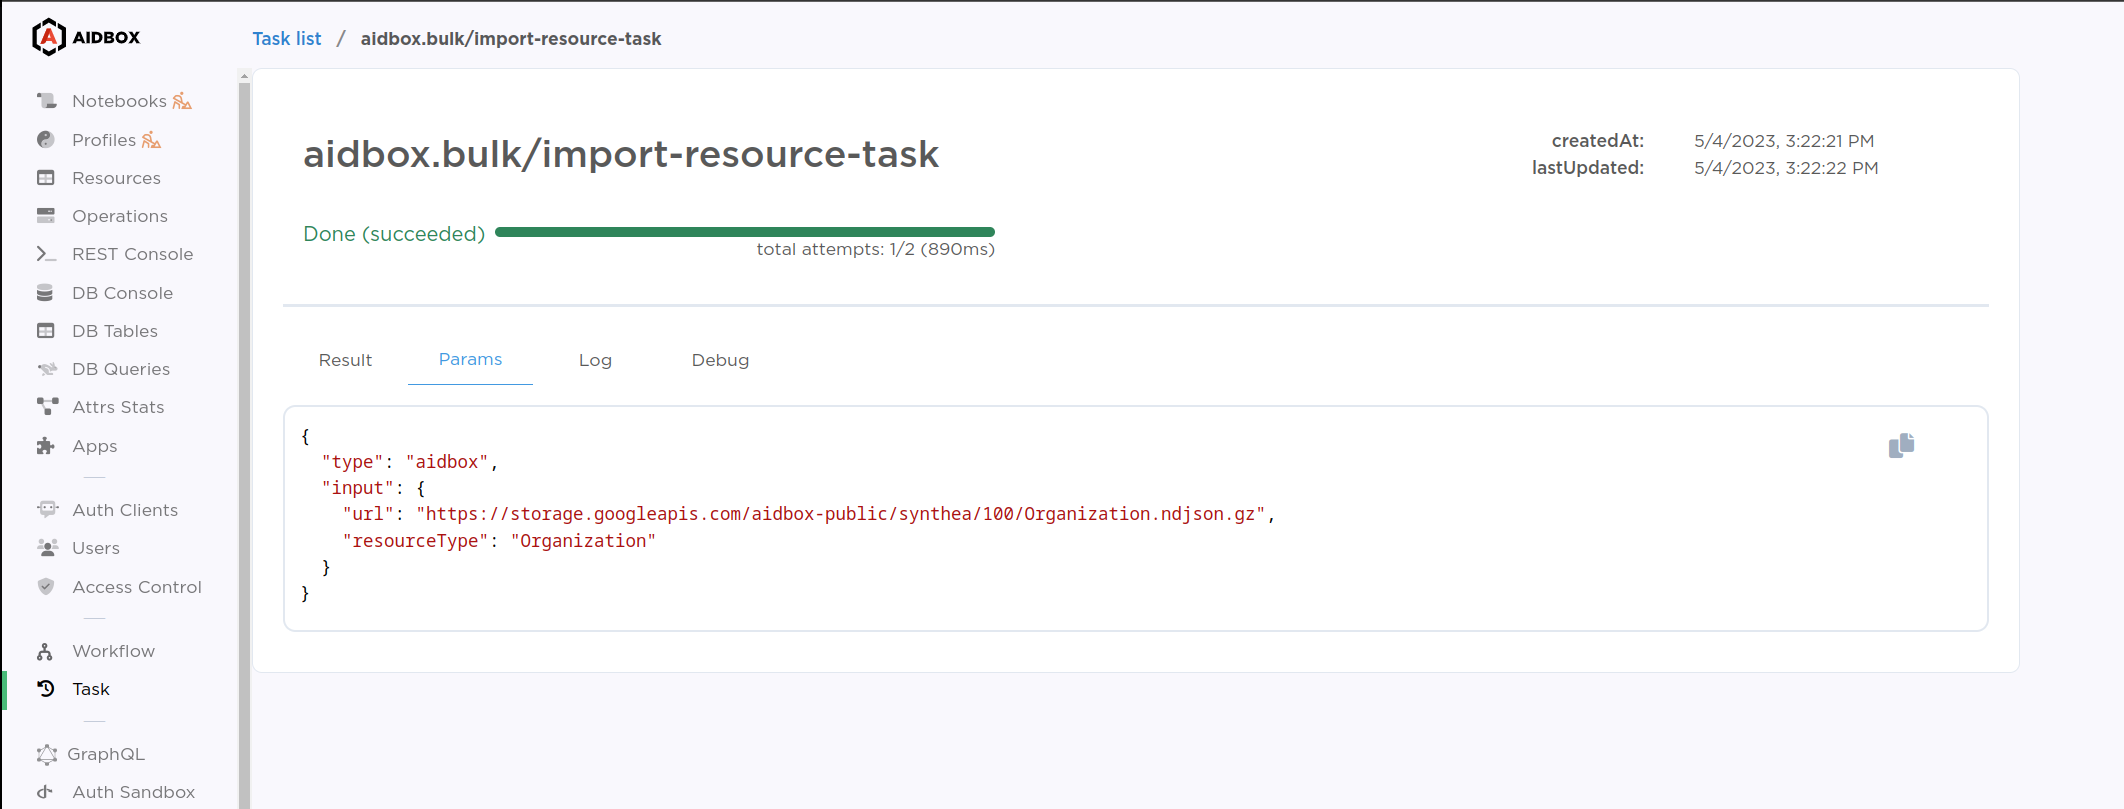 AIDBOX
Task list / aidbox.bulk/import-resource-task
Notebooks
Profiles
Resources
Operations
REST Console
DB Console
DB Tables
DB Queries
Attrs Stats
Apps
Auth Clients
Users
Access Control
Workflow
Task
GraphQL
Auth Sandbox
aidbox.bulk/import-resource-task
createdAt: 5/4/2023, 3:22:21 PM
lastUpdated: 5/4/2023, 3:22:22 PM
Done (succeeded)
total attempts: 1/2 (890ms)
Result Params Log Debug
{
"type": "aidbox",
"input": {
"url": "https://storage.googleapis.com/aidbox-public/synthea/100/Organization.ndjson.gz",
"resourceType": "Organization"
}
}